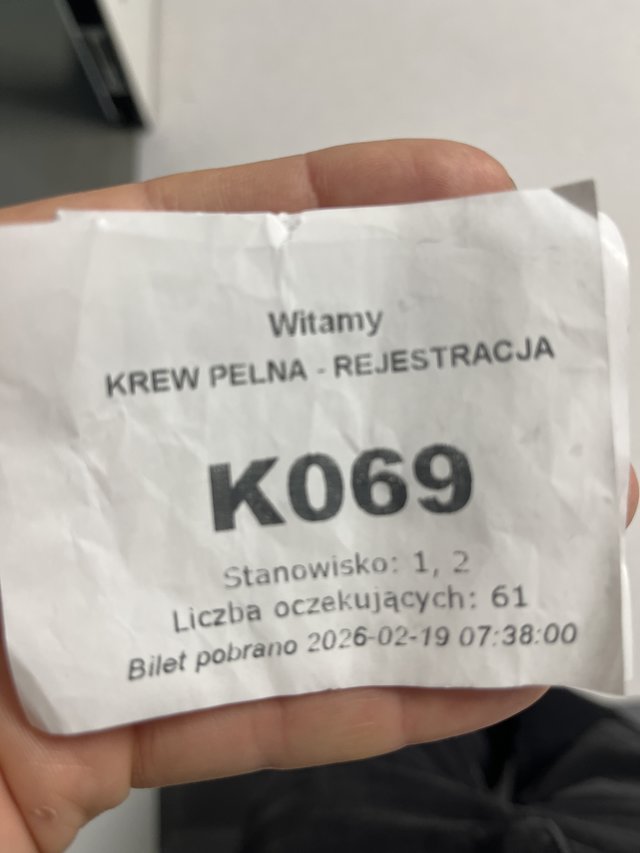 Witamy
KREW PELNA - REJESTRACJA
K069
Stanowisko: 1, 2
Liczba oczekujących: 61
Bilet pobrano 2026-02-19 07:38:00